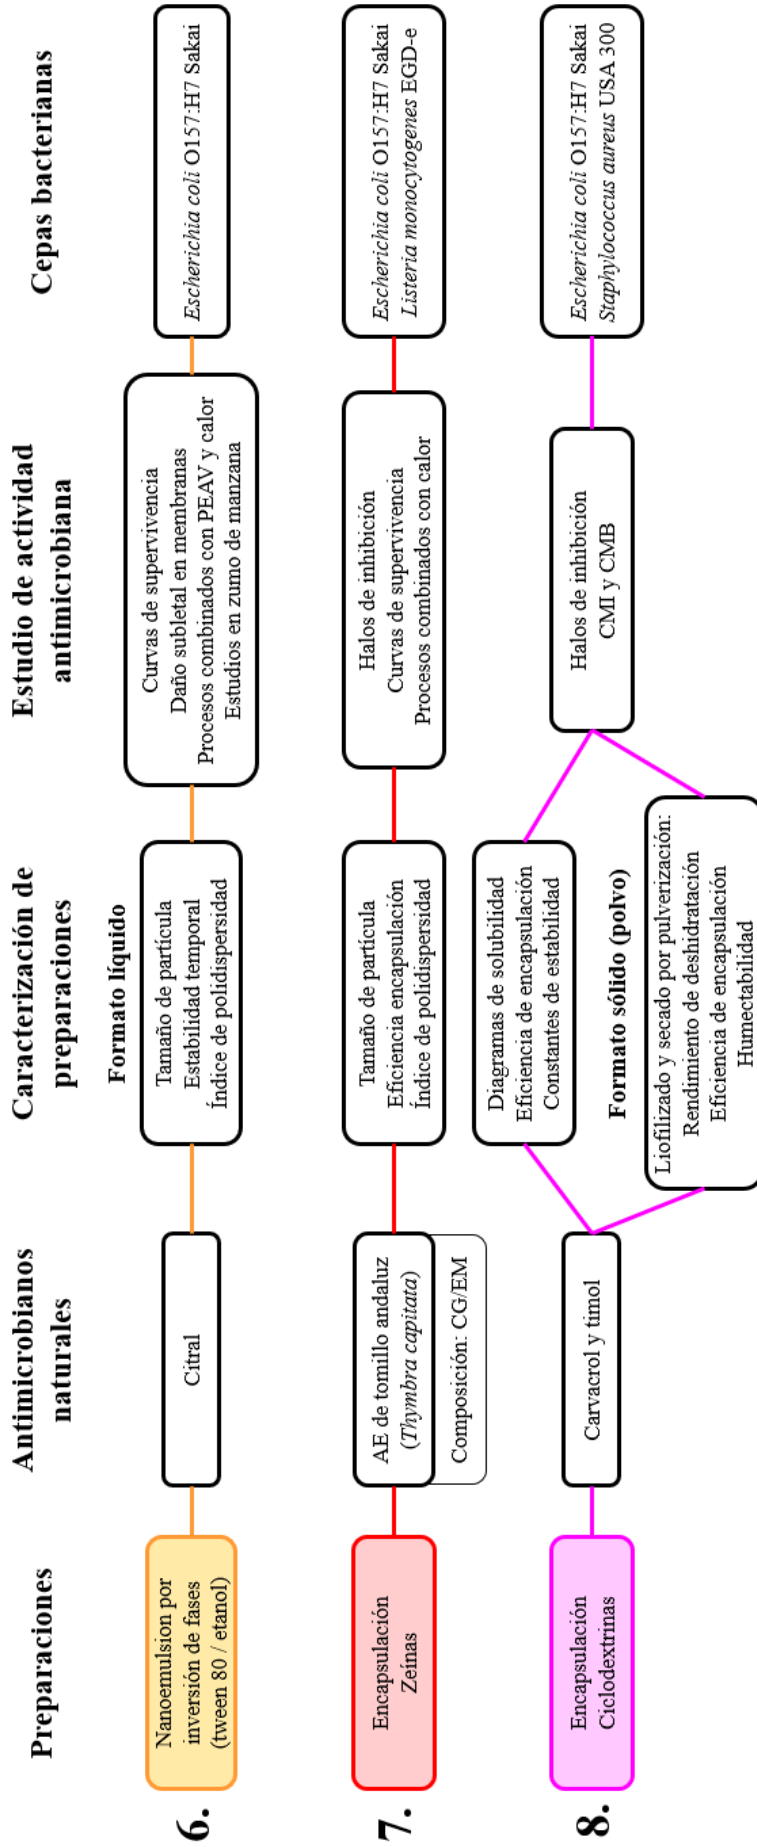 Preparaciones
Antimicrobianos
naturales
Caracterización de
preparaciones
Estudio de actividad
antimicrobiana
Cepas bacterianas
Formato líquido
6.
Nanoemulsion por
inversión de fases
(tween 80 / etanol)
Citral
Tamaño de partícula
Estabilidad temporal
Índice de polidispersidad
Curvas de supervivencia
Daño subletal en membranas
Procesos combinados con PEAV y calor
Estudios en zumo de manzana
Escherichia coli O157:H7 Sakai
7.
Encapsulación
Zeínas
AE de tomillo andaluz
(Thymbra capitata)
Composición: CG/EM
Tamaño de partícula
Eficiencia encapsulación
Índice de polidispersidad
Halos de inhibición
Curvas de supervivencia
Procesos combinados con calor
Escherichia coli O157:H7 Sakai
Listeria monocytogenes EGD-e
8.
Encapsulación
Ciclodextrinas
Carvacrol y timol
Diagramas de solubilidad
Eficiencia de encapsulación
Constantes de estabilidad
Formato sólido (polvo)
Liofilizado y secado por pulverización:
Rendimiento de deshidratación
Eficiencia de encapsulación
Humectabilidad
Halos de inhibición
CMI y CMB
Escherichia coli O157:H7 Sakai
Staphylococcus aureus USA 300